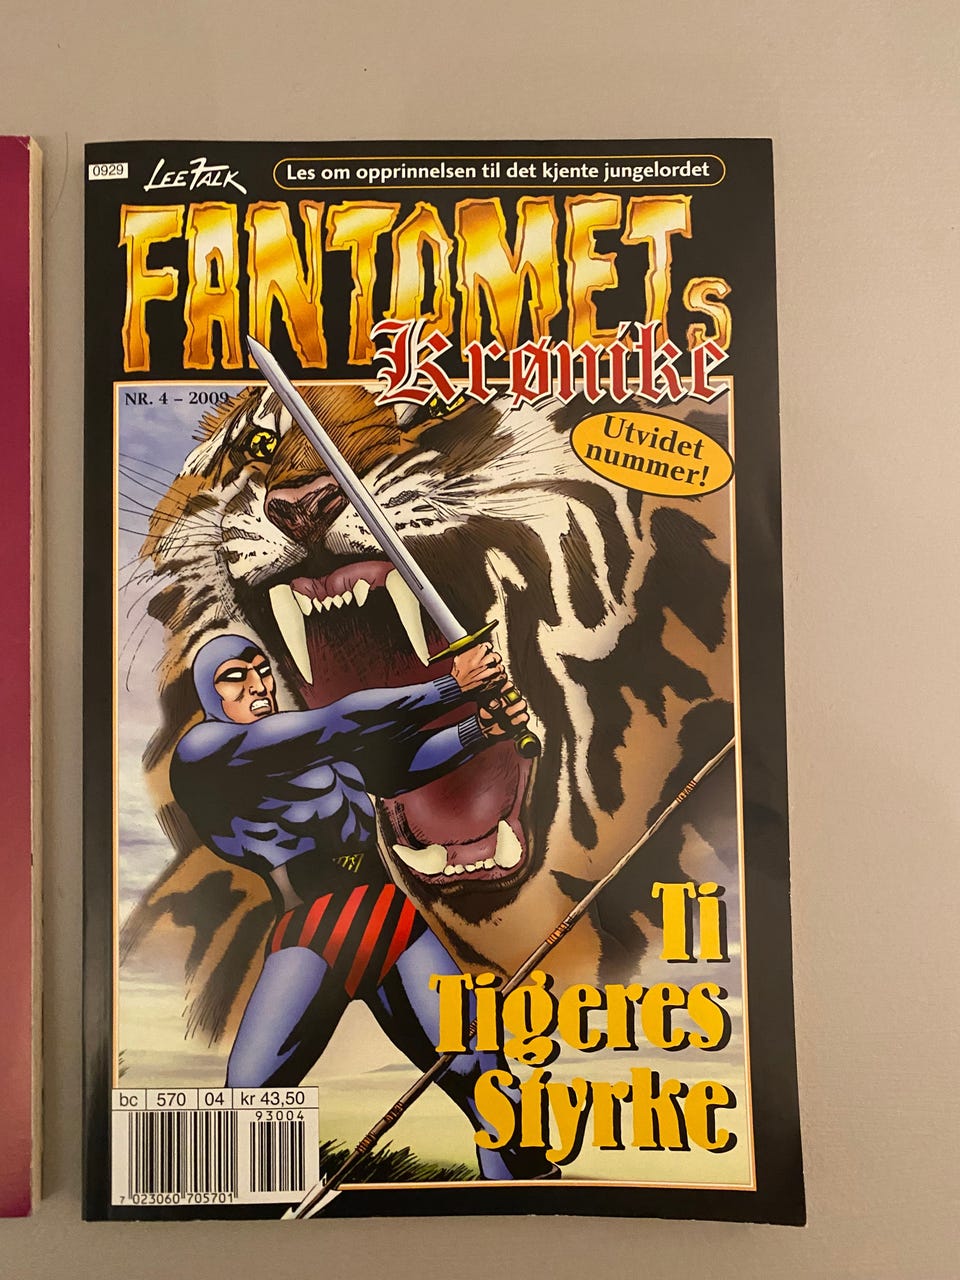 0929
LEE FALK
Les om opprinnelsen til det kjente jungelordet
FANTOMETs
Krønike
NR. 4 – 2009
Utvidet
nummer!
Ti
Tigeres
Styrke
bc 570 04 kr 43,50
93004
7 023060 705701